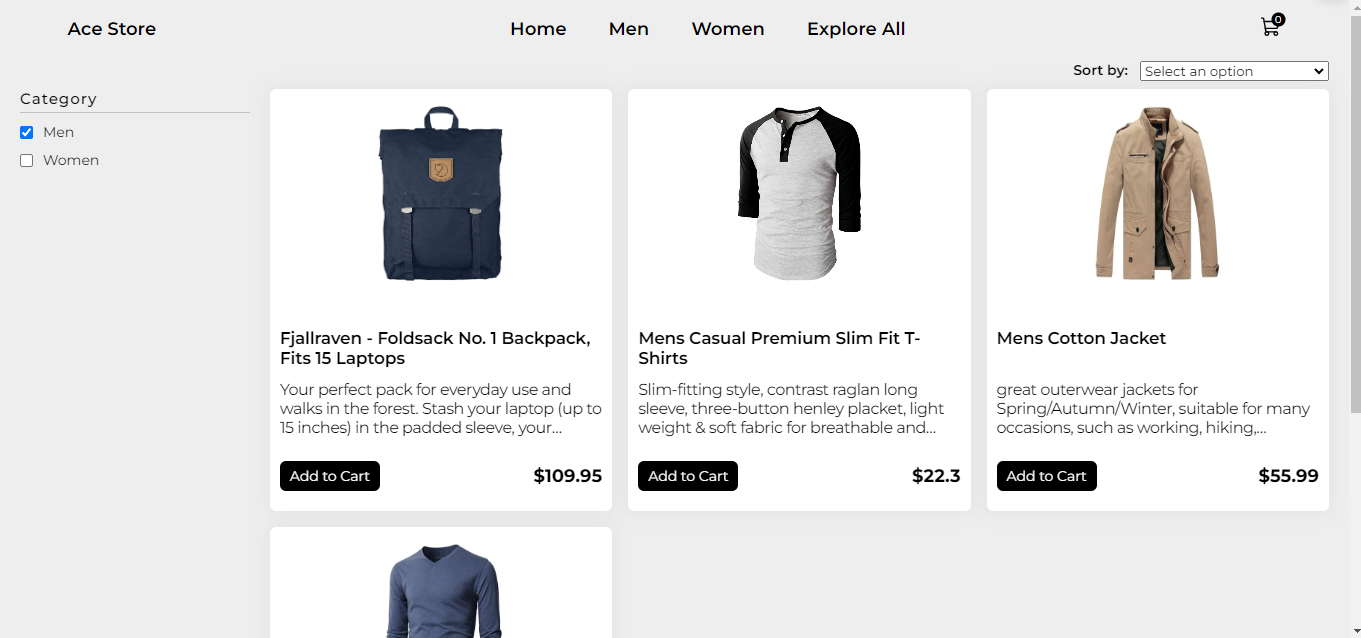 Ace Store
Home
Men
Women
Explore All
0
Sort by:
Select an option
Category
Men
Women
Fjallraven - Foldsack No. 1 Backpack,
Fits 15 Laptops
Your perfect pack for everyday use and
walks in the forest. Stash your laptop (up to
15 inches) in the padded sleeve, your...
Add to Cart
$109.95
Mens Casual Premium Slim Fit T-
Shirts
Slim-fitting style, contrast raglan long
sleeve, three-button henley placket, light
weight & soft fabric for breathable and...
Add to Cart
$22.3
Mens Cotton Jacket
great outerwear jackets for
Spring/Autumn/Winter, suitable for many
occasions, such as working, hiking,...
Add to Cart
$55.99